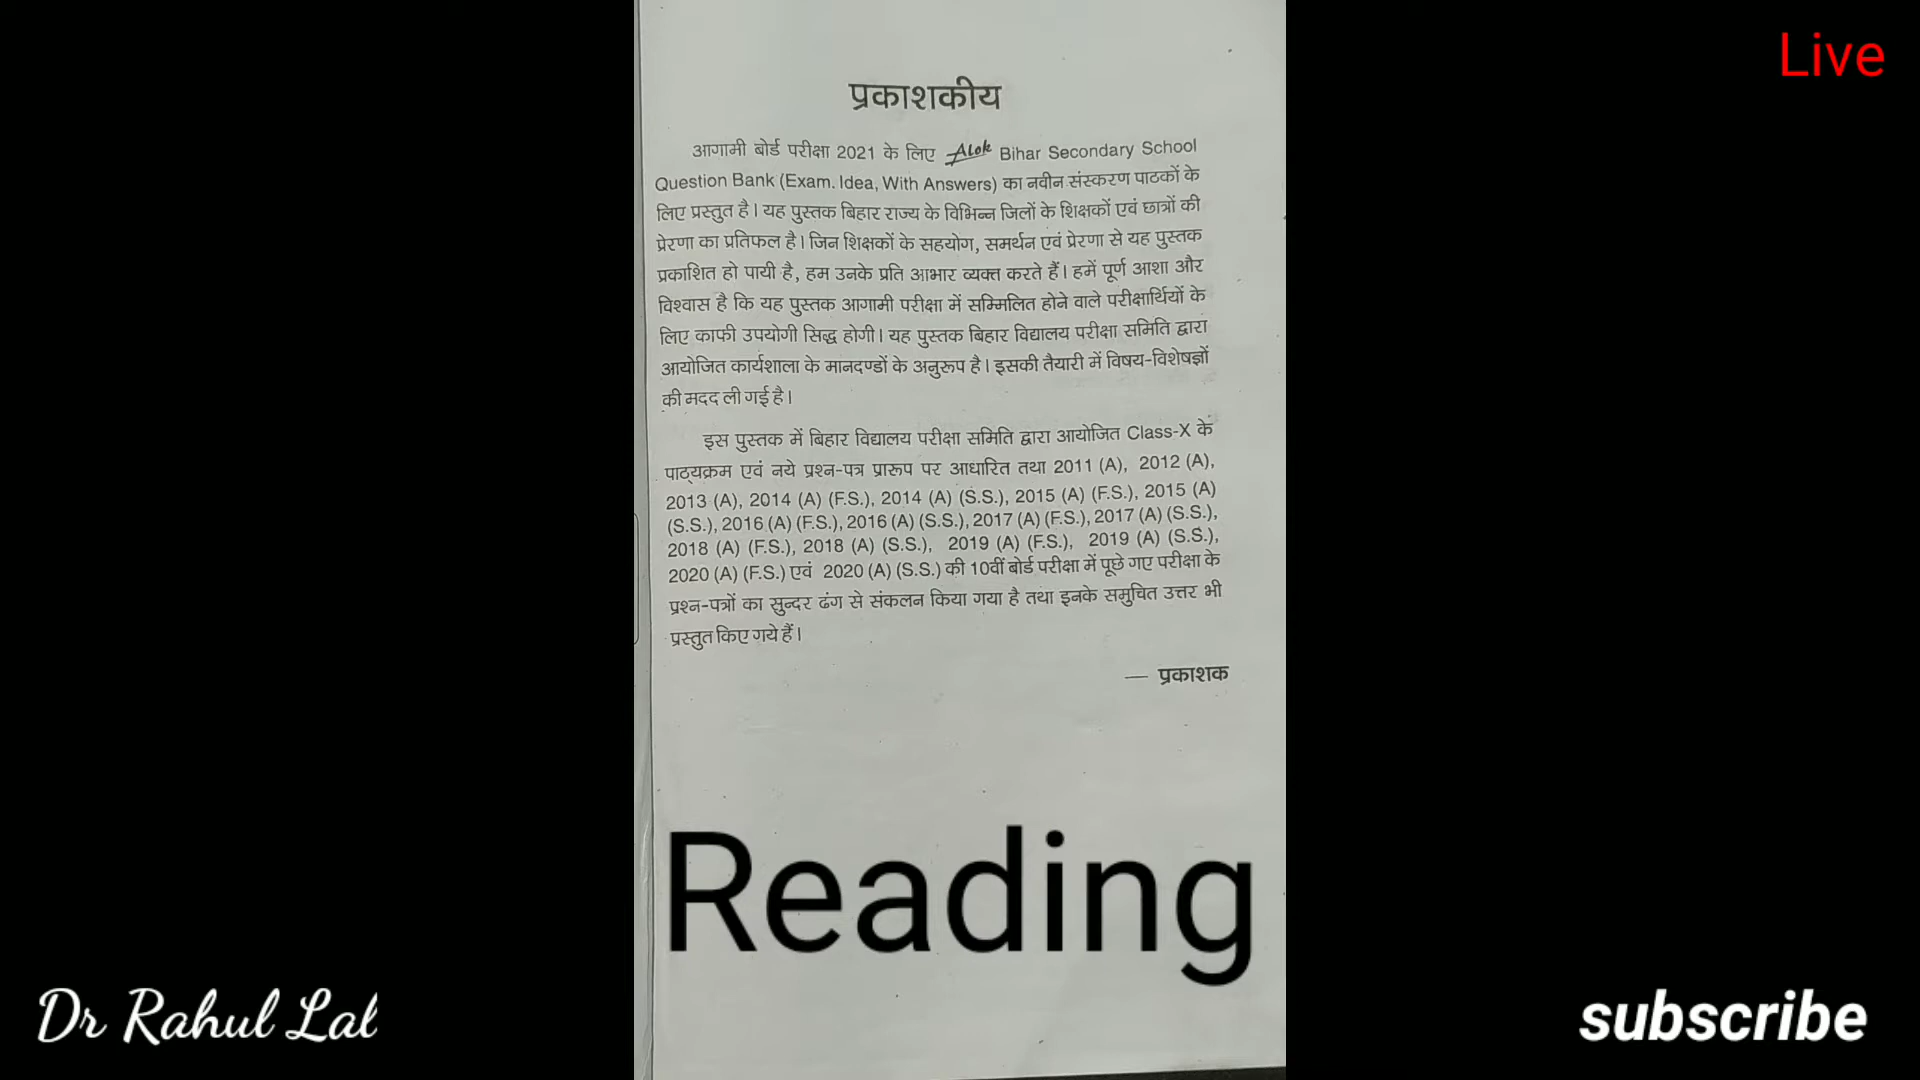 Live
प्रकाशकीय
आगामी बोर्ड परीक्षा 2021 के लिए Alok Bihar Secondary School
Question Bank (Exam. Idea, With Answers) का नवीन संस्करण पाठकों के
लिए प्रस्तुत है। यह पुस्तक बिहार राज्य के विभिन्न जिलों के शिक्षकों एवं छात्रों की
प्रेरणा का प्रतिफल है। जिन शिक्षकों के सहयोग, समर्थन एवं प्रेरणा से यह पुस्तक
प्रकाशित हो पायी है, हम उनके प्रति आभार व्यक्त करते हैं। हमें पूर्ण आशा और
विश्वास है कि यह पुस्तक आगामी परीक्षा में सम्मिलित होने वाले परीक्षार्थियों के
लिए काफी उपयोगी सिद्ध होगी। यह पुस्तक बिहार विद्यालय परीक्षा समिति द्वारा
आयोजित कार्यशाला के मानदण्डों के अनुरूप है। इसकी तैयारी में विषय-विशेषज्ञों
की मदद ली गई है।
इस पुस्तक में बिहार विद्यालय परीक्षा समिति द्वारा आयोजित Class-X के
पाठ्यक्रम एवं नये प्रश्न-पत्र प्रारूप पर आधारित तथा 2011 (A), 2012 (A),
2013 (A), 2014 (A) (F.S.), 2014 (A) (S.S.), 2015 (A) (F.S.), 2015 (A)
(S.S.), 2016 (A) (F.S.), 2016 (A) (S.S.), 2017 (A) (F.S.), 2017 (A) (S.S.),
2018 (A) (F.S.), 2018 (A) (S.S.), 2019 (A) (F.S.), 2019 (A) (S.S.),
2020 (A) (F.S.) एवं 2020 (A) (S.S.) की 10वीं बोर्ड परीक्षा में पूछे गए परीक्षा के
प्रश्न-पत्रों का सुन्दर ढंग से संकलन किया गया है तथा इनके समुचित उत्तर भी
प्रस्तुत किए गये हैं।
— प्रकाशक
Reading
Dr Rahul Lal
subscribe